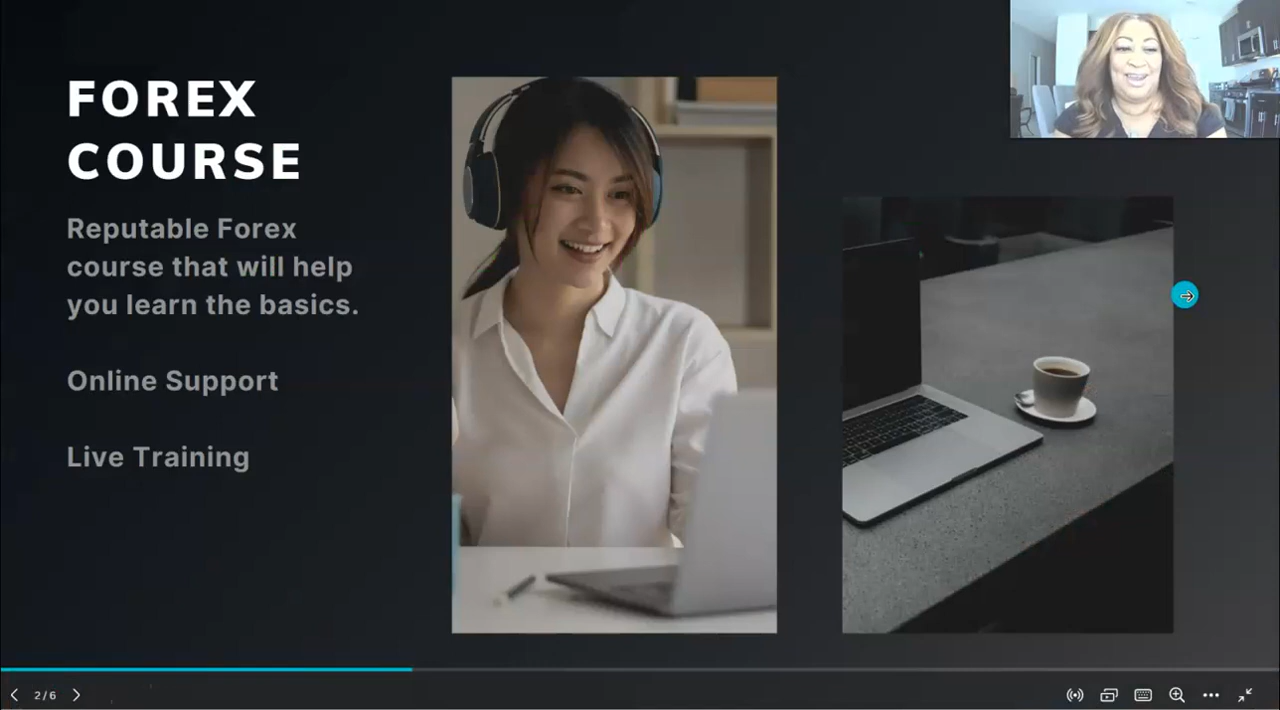 FOREX
COURSE
Reputable Forex
course that will help
you learn the basics.
Online Support
Live Training
2/6